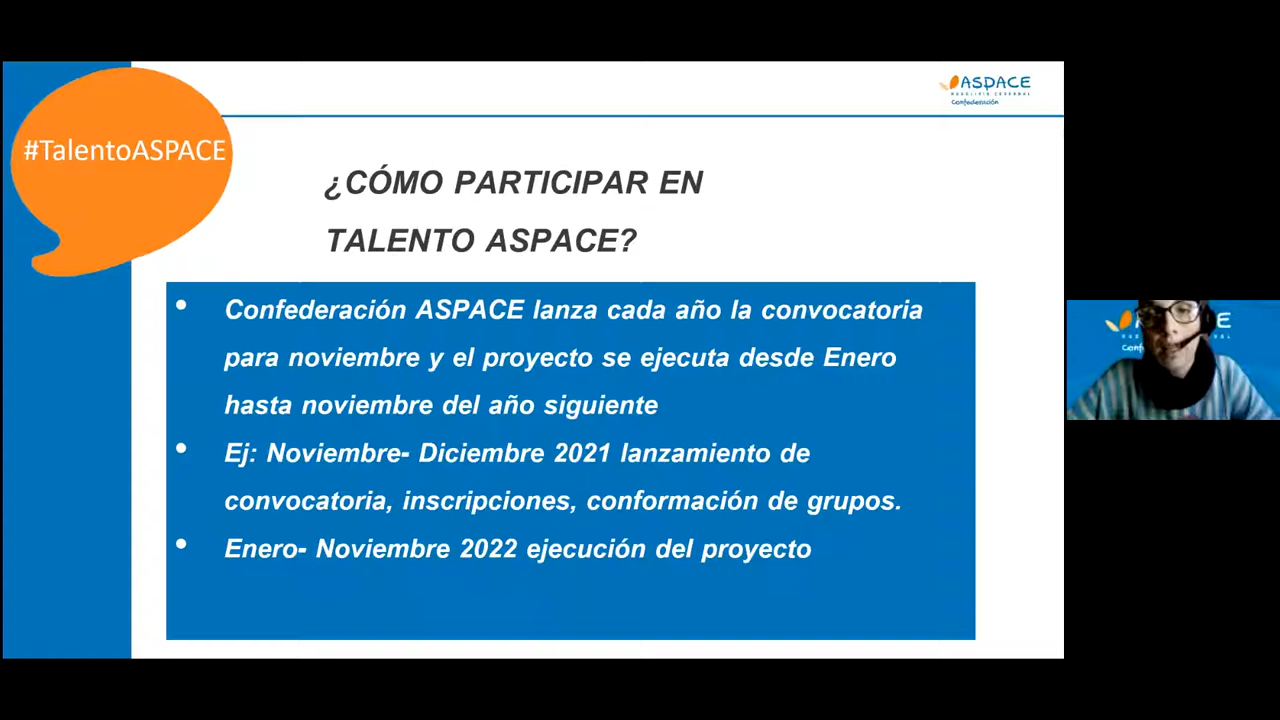 ASPACE
PARÁLISIS CEREBRAL
Confederación
#TalentoASPACE
¿CÓMO PARTICIPAR EN
TALENTO ASPACE?
• Confederación ASPACE lanza cada año la convocatoria
para noviembre y el proyecto se ejecuta desde Enero
hasta noviembre del año siguiente
• Ej: Noviembre- Diciembre 2021 lanzamiento de
convocatoria, inscripciones, conformación de grupos.
• Enero- Noviembre 2022 ejecución del proyecto